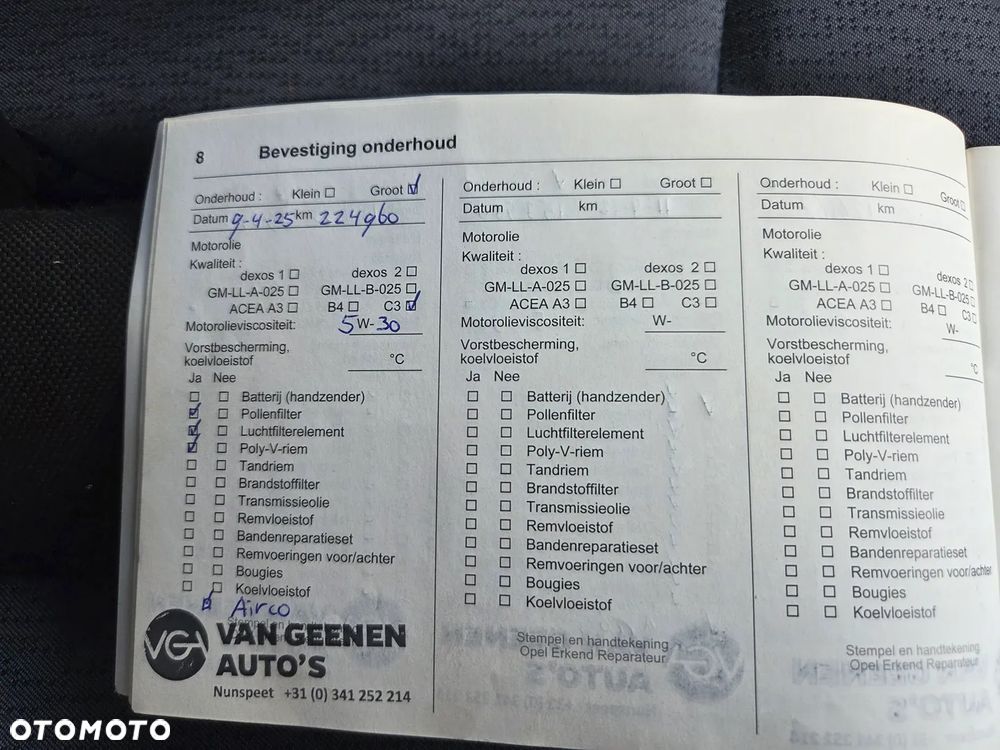 8 Bevestiging onderhoud
Onderhoud : Klein ☐ Groot ☑
Datum 9-4-25 km 224960
Motorolie
Kwaliteit :
dexos 1 ☐ dexos 2 ☐
GM-LL-A-025 ☐ GM-LL-B-025 ☐
ACEA A3 ☐ B4 ☐ C3 ☑
Motorolieviscositeit: 5 W-30
Vorstbescherming,
koelvloeistof °C
Ja Nee
☐ ☐ Batterij (handzender)
☑ ☐ Pollenfilter
☑ ☐ Luchtfilterelement
☑ ☐ Poly-V-riem
☐ ☐ Tandriem
☐ ☐ Brandstoffilter
☐ ☐ Transmissieolie
☐ ☐ Remvloeistof
☐ ☐ Bandenreparatieset
☐ ☐ Remvoeringen voor/achter
☐ ☐ Bougies
☐ ☐ Koelvloeistof
☑ Airco
VGA VAN GEENEN
AUTO'S
Nunspeet +31 (0) 341 252 214
Onderhoud : Klein ☐ Groot ☐
Datum km
Motorolie
Kwaliteit :
dexos 1 ☐ dexos 2 ☐
GM-LL-A-025 ☐ GM-LL-B-025 ☐
ACEA A3 ☐ B4 ☐ C3 ☐
Motorolieviscositeit: W-
Vorstbescherming,
koelvloeistof °C
Ja Nee
☐ ☐ Batterij (handzender)
☐ ☐ Pollenfilter
☐ ☐ Luchtfilterelement
☐ ☐ Poly-V-riem
☐ ☐ Tandriem
☐ ☐ Brandstoffilter
☐ ☐ Transmissieolie
☐ ☐ Remvloeistof
☐ ☐ Bandenreparatieset
☐ ☐ Remvoeringen voor/achter
☐ ☐ Bougies
☐ ☐ Koelvloeistof
Stempel en handtekening
Opel Erkend Reparateur
Onderhoud : Klein ☐ Groot ☐
Datum km
Motorolie
Kwaliteit :
dexos 1 ☐ dexos 2 ☐
GM-LL-A-025 ☐ GM-LL-B-025 ☐
ACEA A3 ☐ B4 ☐ C3 ☐
Motorolieviscositeit: W-
Vorstbescherming,
koelvloeistof °C
Ja Nee
☐ ☐ Batterij (handzender)
☐ ☐ Pollenfilter
☐ ☐ Luchtfilterelement
☐ ☐ Poly-V-riem
☐ ☐ Tandriem
☐ ☐ Brandstoffilter
☐ ☐ Transmissieolie
☐ ☐ Remvloeistof
☐ ☐ Bandenreparatieset
☐ ☐ Remvoeringen voor/achter
☐ ☐ Bougies
☐ ☐ Koelvloeistof
Stempel en handtekening
Opel Erkend Reparateur
OTOMOTO